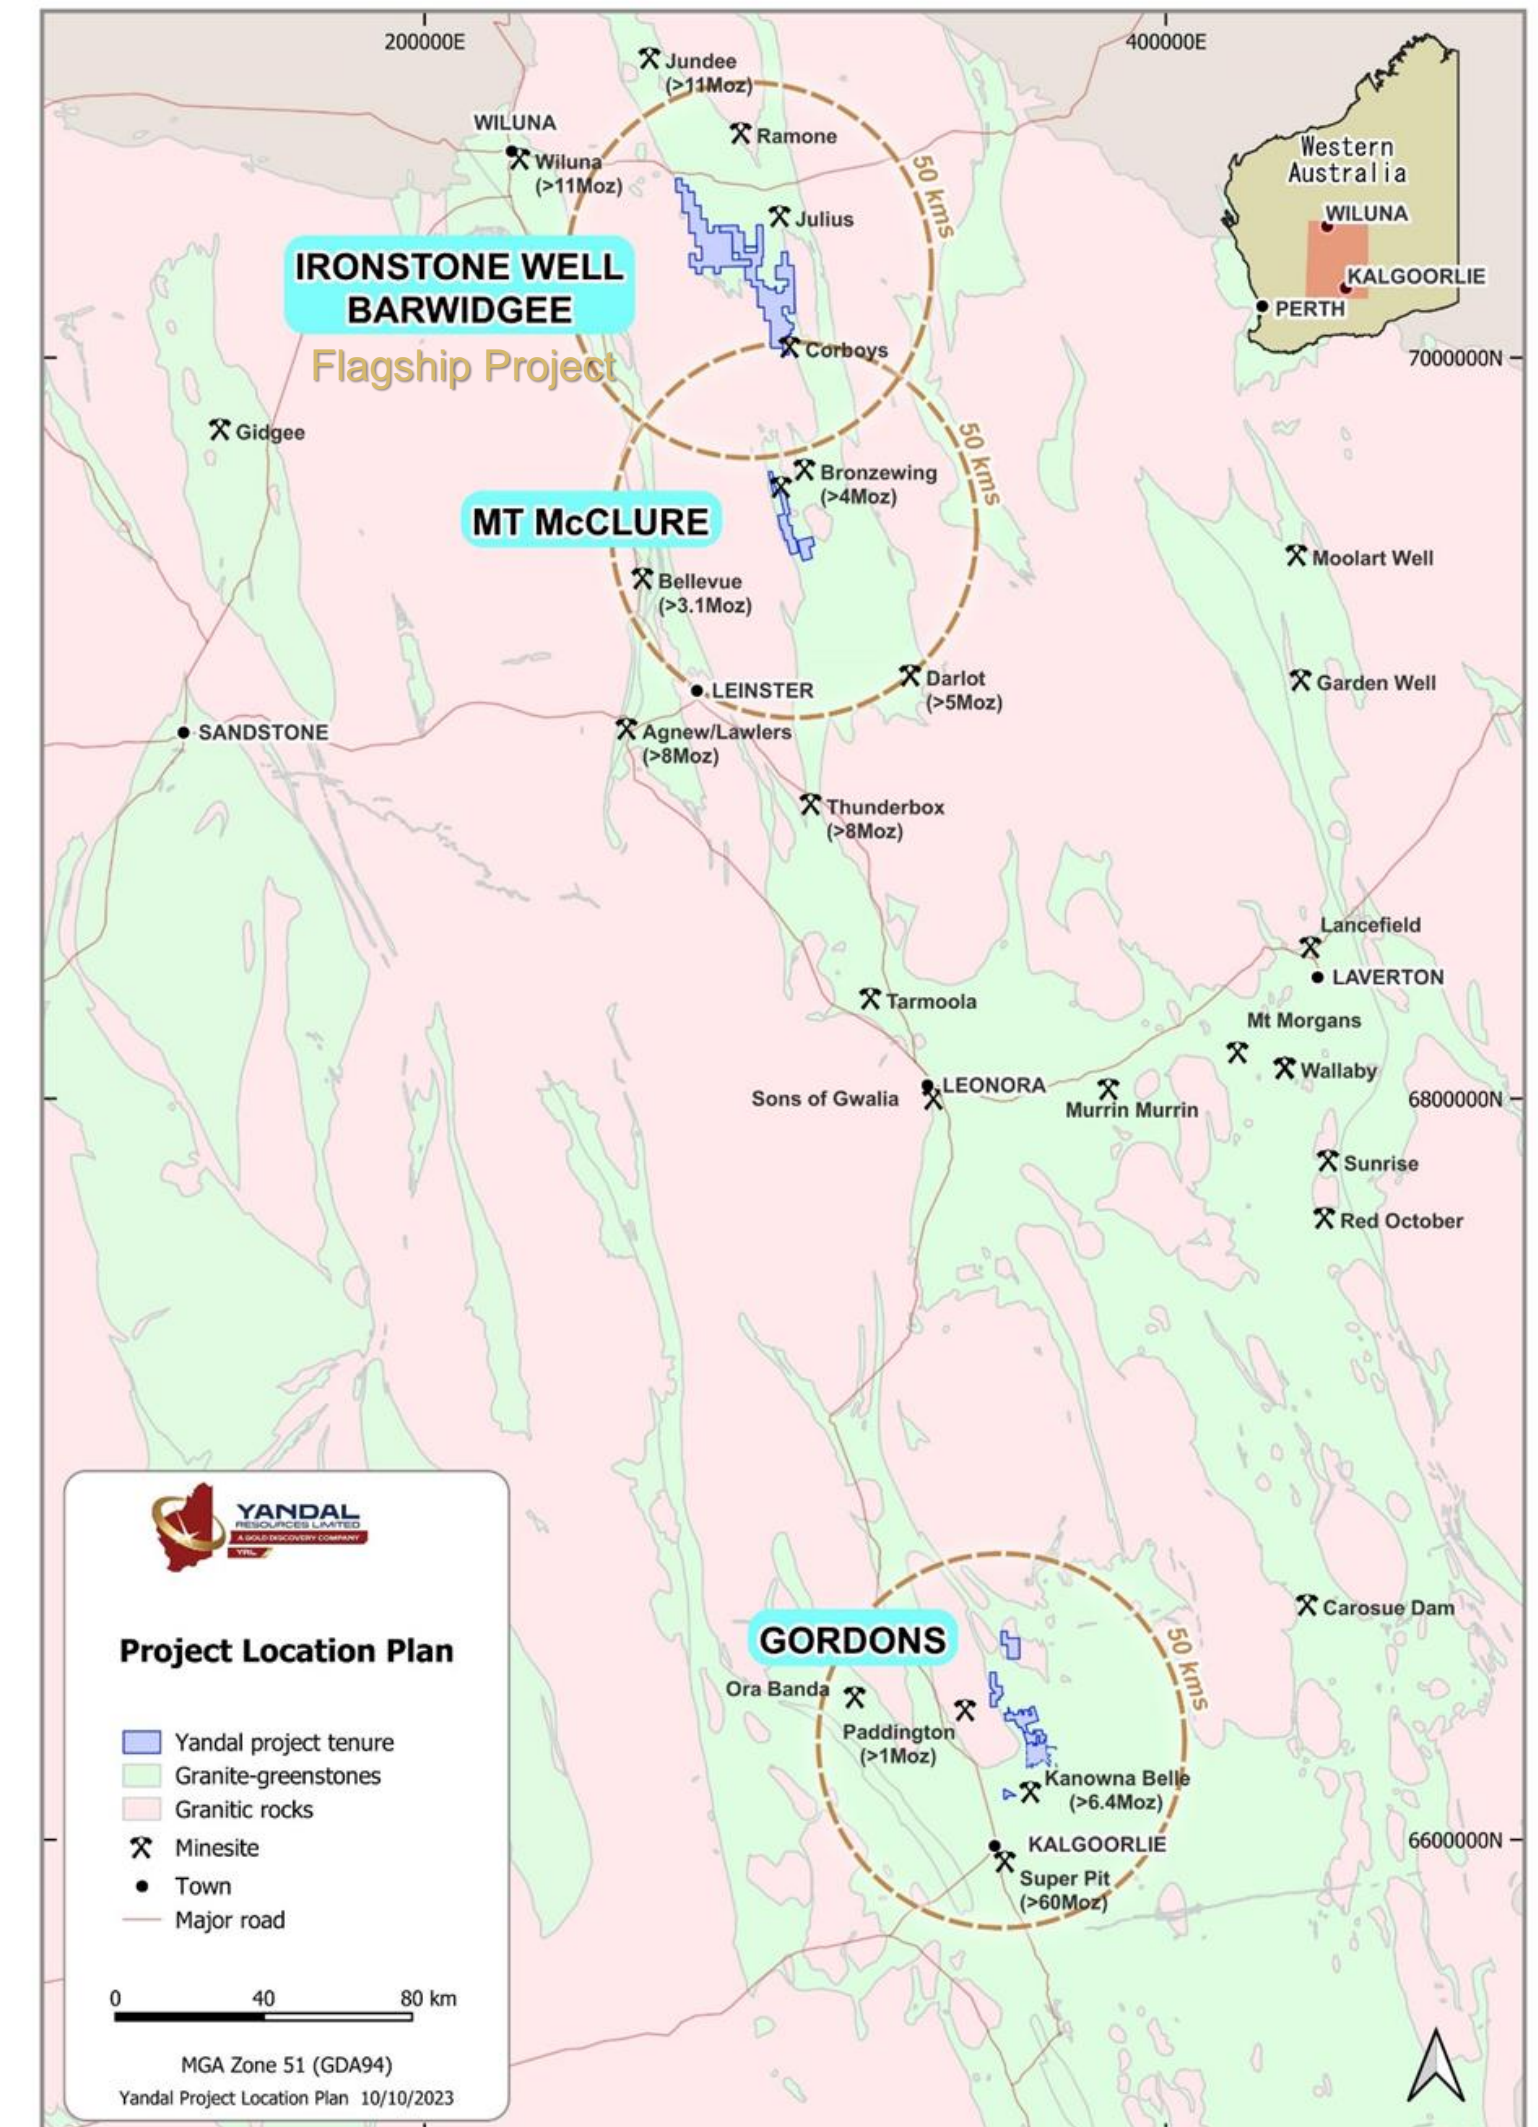 200000E
400000E
Jundee
(>11Moz)
WILUNA
Ramone
Wiluna
(>11Moz)
50 kms
Julius
Western
Australia
WILUNA
KALGOORLIE
PERTH
IRONSTONE WELL
BARWIDGEE
Flagship Project
Corboys
7000000N
Gidgee
50 kms
Bronzewing
(>4Moz)
MT McCLURE
Moolart Well
Bellevue
(>3.1Moz)
Darlot
(>5Moz)
Garden Well
LEINSTER
SANDSTONE
Agnew/Lawlers
(>8Moz)
Thunderbox
(>8Moz)
Lancefield
LAVERTON
Tarmoola
Mt Morgans
Wallaby
LEONORA
Sons of Gwalia
Murrin Murrin
6800000N
Sunrise
Red October
YANDAL
RESOURCES LIMITED
A GOLD DISCOVERY COMPANY
YRL
Carosue Dam
GORDONS
50 kms
Ora Banda
Paddington
(>1Moz)
Kanowna Belle
(>6.4Moz)
KALGOORLIE
6600000N
Super Pit
(>60Moz)
Project Location Plan
Yandal project tenure
Granite-greenstones
Granitic rocks
Minesite
Town
Major road
0 40 80 km
MGA Zone 51 (GDA94)
Yandal Project Location Plan 10/10/2023